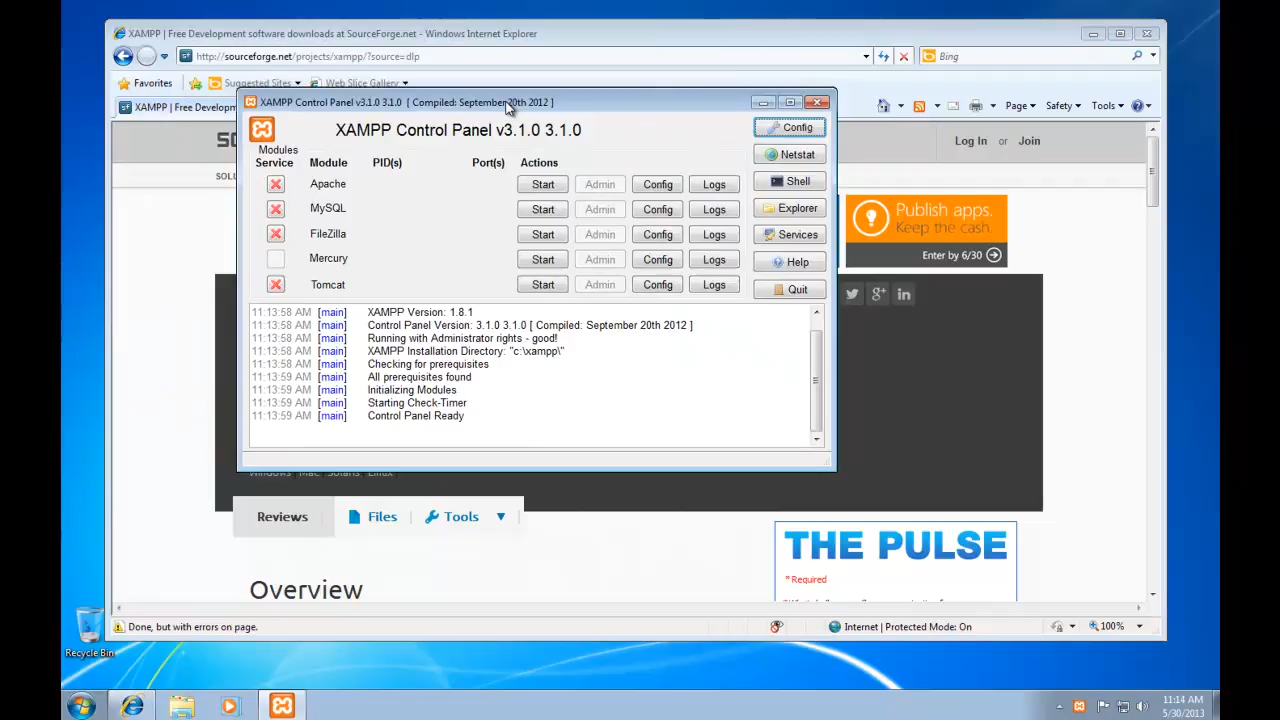 XAMPP | Free Development software downloads at SourceForge.net - Windows Internet Explorer
http://sourceforge.net/projects/xampp/?source=dlp
Bing
Favorites
Suggested Sites
Web Slice Gallery
XAMPP | Free Develop
Page
Safety
Tools
XAMPP Control Panel v3.1.0 3.1.0 [ Compiled: September 20th 2012 ]
XAMPP Control Panel v3.1.0 3.1.0
Config
Log In or Join
Modules
Service Module PID(s) Port(s) Actions
Netstat
Apache Start Admin Config Logs
Shell
MySQL Start Admin Config Logs
Explorer
FileZilla Start Admin Config Logs
Services
Mercury Start Admin Config Logs
Help
Tomcat Start Admin Config Logs
Quit
Publish apps.
Keep the cash.
Enter by 6/30
11:13:58 AM [main] XAMPP Version: 1.8.1
11:13:58 AM [main] Control Panel Version: 3.1.0 3.1.0 [ Compiled: September 20th 2012 ]
11:13:58 AM [main] Running with Administrator rights - good!
11:13:58 AM [main] XAMPP Installation Directory: "c:\xampp\"
11:13:58 AM [main] Checking for prerequisites
11:13:59 AM [main] All prerequisites found
11:13:59 AM [main] Initializing Modules
11:13:59 AM [main] Starting Check-Timer
11:13:59 AM [main] Control Panel Ready
Windows Mac Solaris Linux
Reviews
Files
Tools
THE PULSE
* Required
Overview
Done, but with errors on page.
Internet | Protected Mode: On
100%
Recycle Bin
11:14 AM
5/30/2013